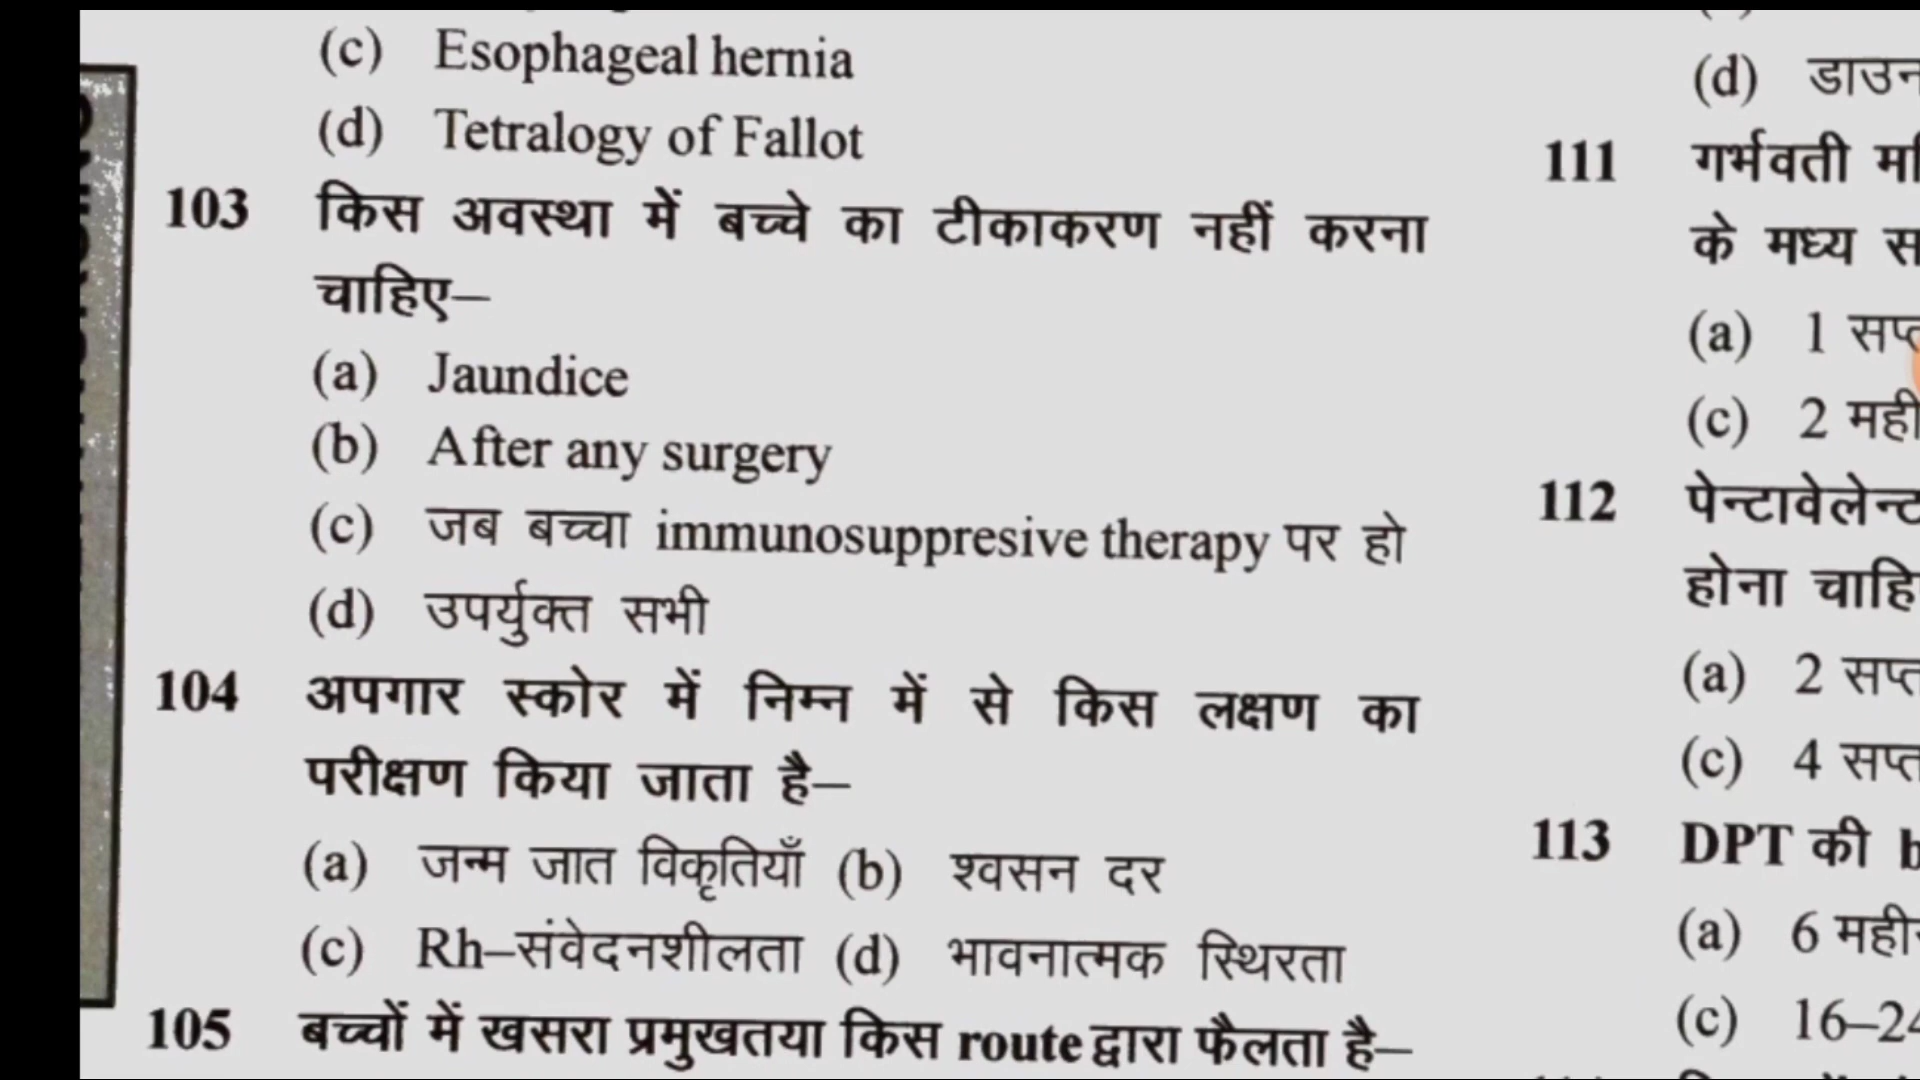 (c) Esophageal hernia
(d) Tetralogy of Fallot
103 किस अवस्था में बच्चे का टीकाकरण नहीं करना
चाहिए–
(a) Jaundice
(b) After any surgery
(c) जब बच्चा immunosuppresive therapy पर हो
(d) उपर्युक्त सभी
104 अपगार स्कोर में निम्न में से किस लक्षण का
परीक्षण किया जाता है–
(a) जन्म जात विकृतियाँ (b) श्वसन दर
(c) Rh–संवेदनशीलता (d) भावनात्मक स्थिरता
105 बच्चों में खसरा प्रमुखतया किस route द्वारा फैलता है–
(d)
111 गर्भवती
के मध्य
(a) 1
(c) 2
112
होना
(a) 2
(c) 4
113 DPT की
(a) 6
(c)